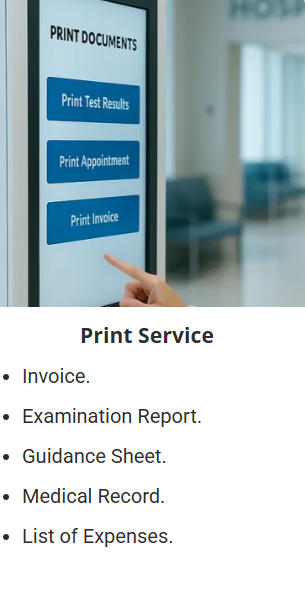 HOSP
PRINT DOCUMENTS
Print Test Results
Print Appointment
Print Invoice
Print Service
• Invoice.
• Examination Report.
• Guidance Sheet.
• Medical Record.
• List of Expenses.